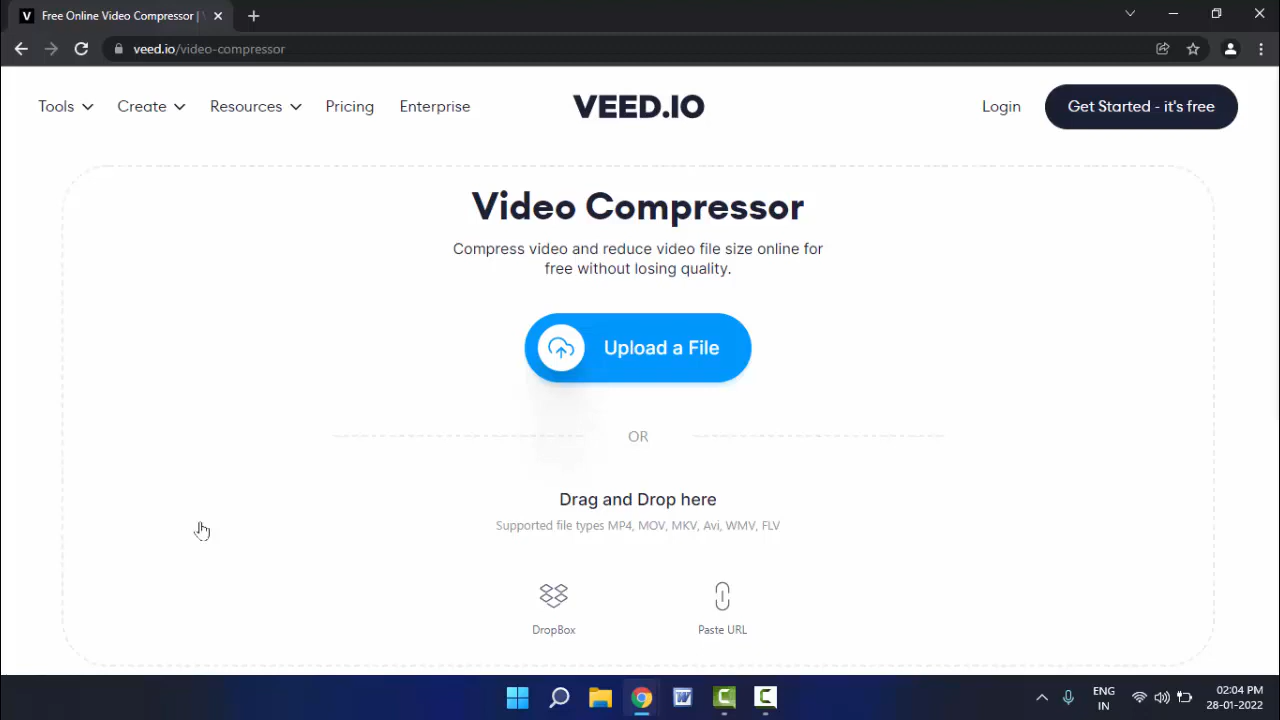 V Free Online Video Compressor |
veed.io/video-compressor
Tools Create Resources Pricing Enterprise VEED.IO Login Get Started - it's free
Video Compressor
Compress video and reduce video file size online for
free without losing quality.
Upload a File
OR
Drag and Drop here
Supported file types MP4, MOV, MKV, Avi, WMV, FLV
DropBox Paste URL
ENG 02:04 PM
IN 28-01-2022